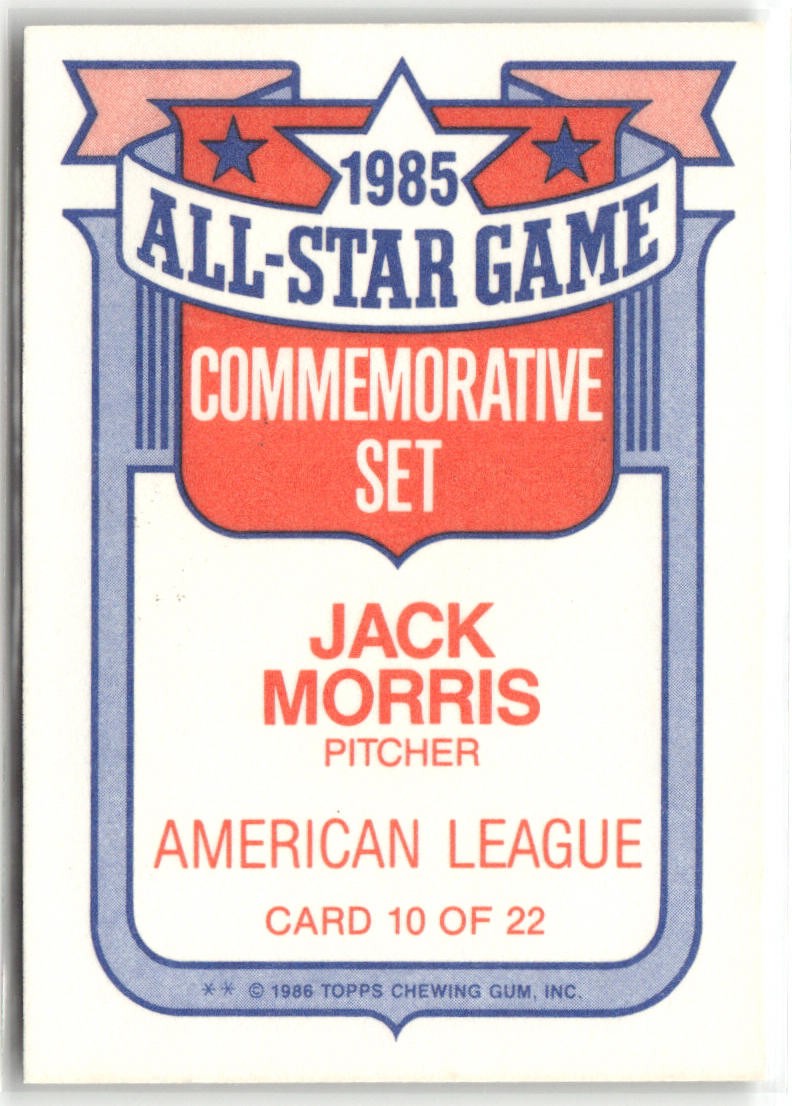 1985
ALL-STAR GAME
COMMEMORATIVE
SET
JACK
MORRIS
PITCHER
AMERICAN LEAGUE
CARD 10 OF 22
** © 1986 TOPPS CHEWING GUM, INC.